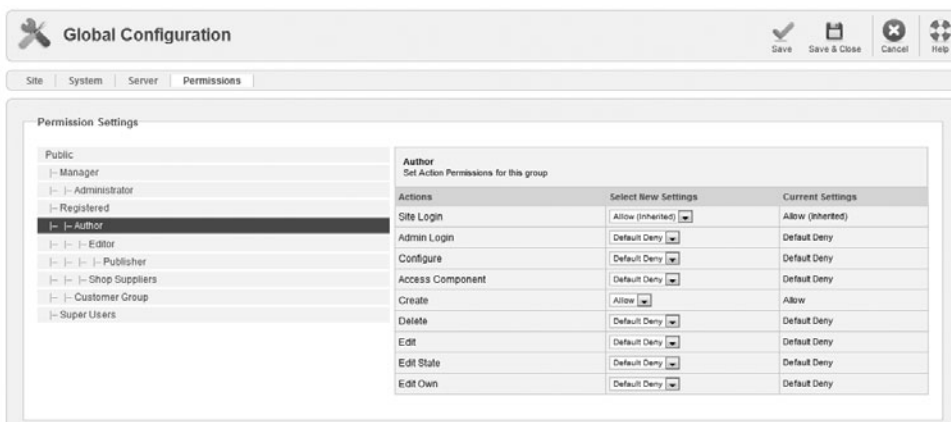 Global Configuration
Save
Save & Close
Cancel
Help
Site
System
Server
Permissions
Permission Settings
Public
|– Manager
|– |– Administrator
|– Registered
|– |– Author
|– |– |– Editor
|– |– |– |– Publisher
|– |– |– Shop Suppliers
|– |– Customer Group
|– Super Users
Author
Set Action Permissions for this group
Actions Select New Settings Current Settings
Site Login Allow (Inherited) Allow (Inherited)
Admin Login Default Deny Default Deny
Configure Default Deny Default Deny
Access Component Default Deny Default Deny
Create Allow Allow
Delete Default Deny Default Deny
Edit Default Deny Default Deny
Edit State Default Deny Default Deny
Edit Own Default Deny Default Deny